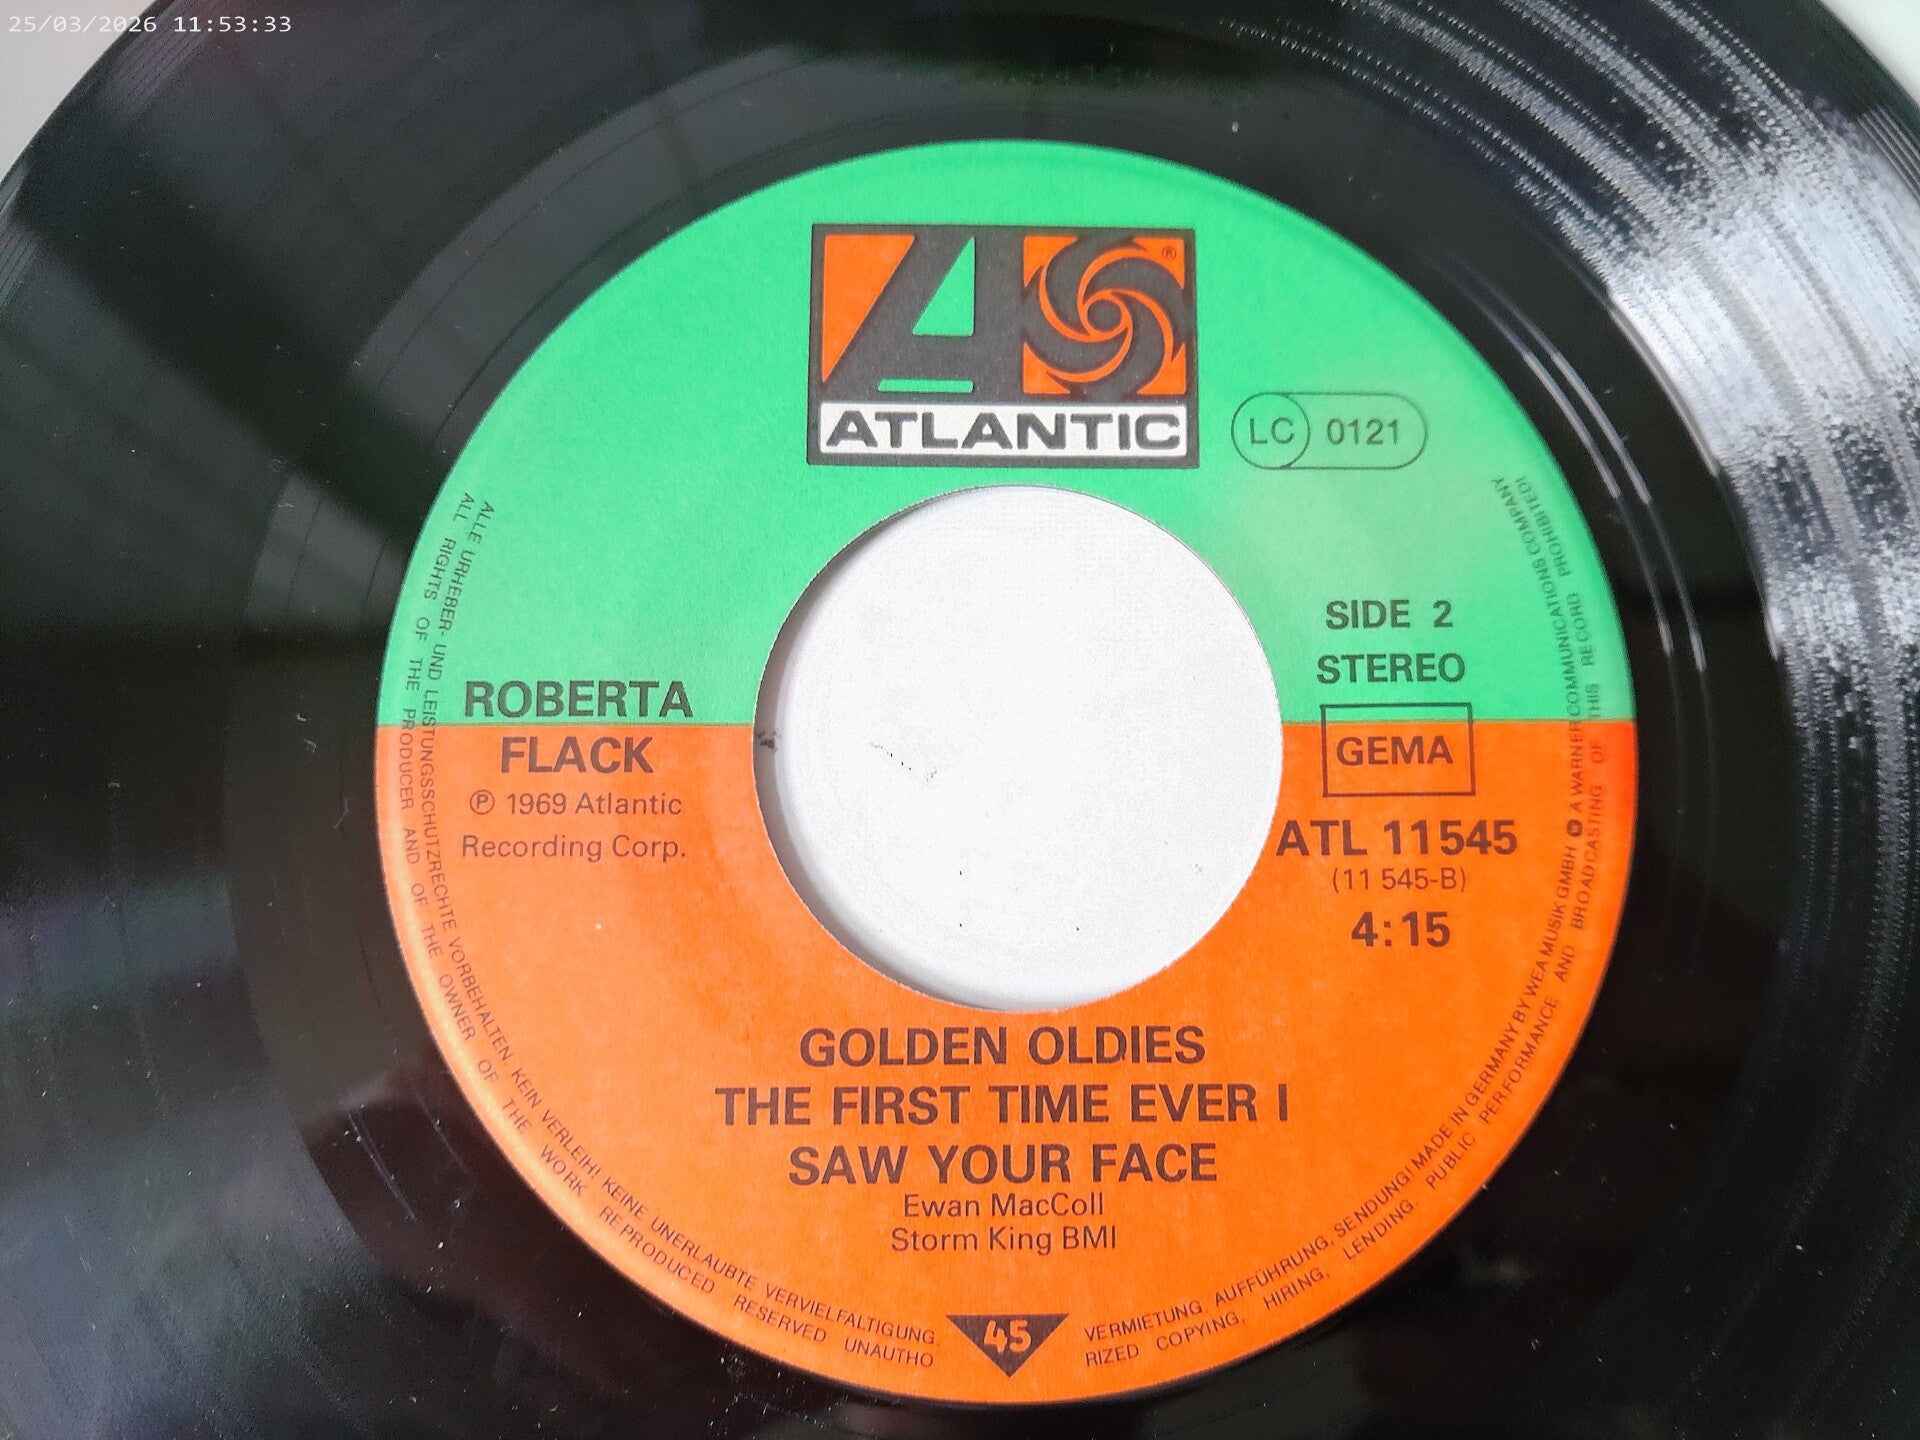 25/03/2026 11:53:33
ATLANTIC
®
LC 0121
SIDE 2
STEREO
GEMA
ATL 11545
(11 545-B)
4:15
ROBERTA
FLACK
℗ 1969 Atlantic
Recording Corp.
GOLDEN OLDIES
THE FIRST TIME EVER I
SAW YOUR FACE
Ewan MacColl
Storm King BMI
45
ALLE URHEBER- UND LEISTUNGSSCHUTZRECHTE VORBEHALTEN. KEIN VERLEIH! KEINE UNERLAUBTE VERVIELFÄLTIGUNG. VERMIETUNG. AUFFÜHRUNG. SENDUNG! MADE IN GERMANY BY WEA MUSIK GMBH A WARNER COMMUNICATIONS COMPANY
ALL RIGHTS OF THE PRODUCER AND OF THE OWNER OF THE WORK REPRODUCED RESERVED UNAUTHORIZED COPYING, HIRING, LENDING, PUBLIC PERFORMANCE AND BROADCASTING OF THIS RECORD PROHIBITED!